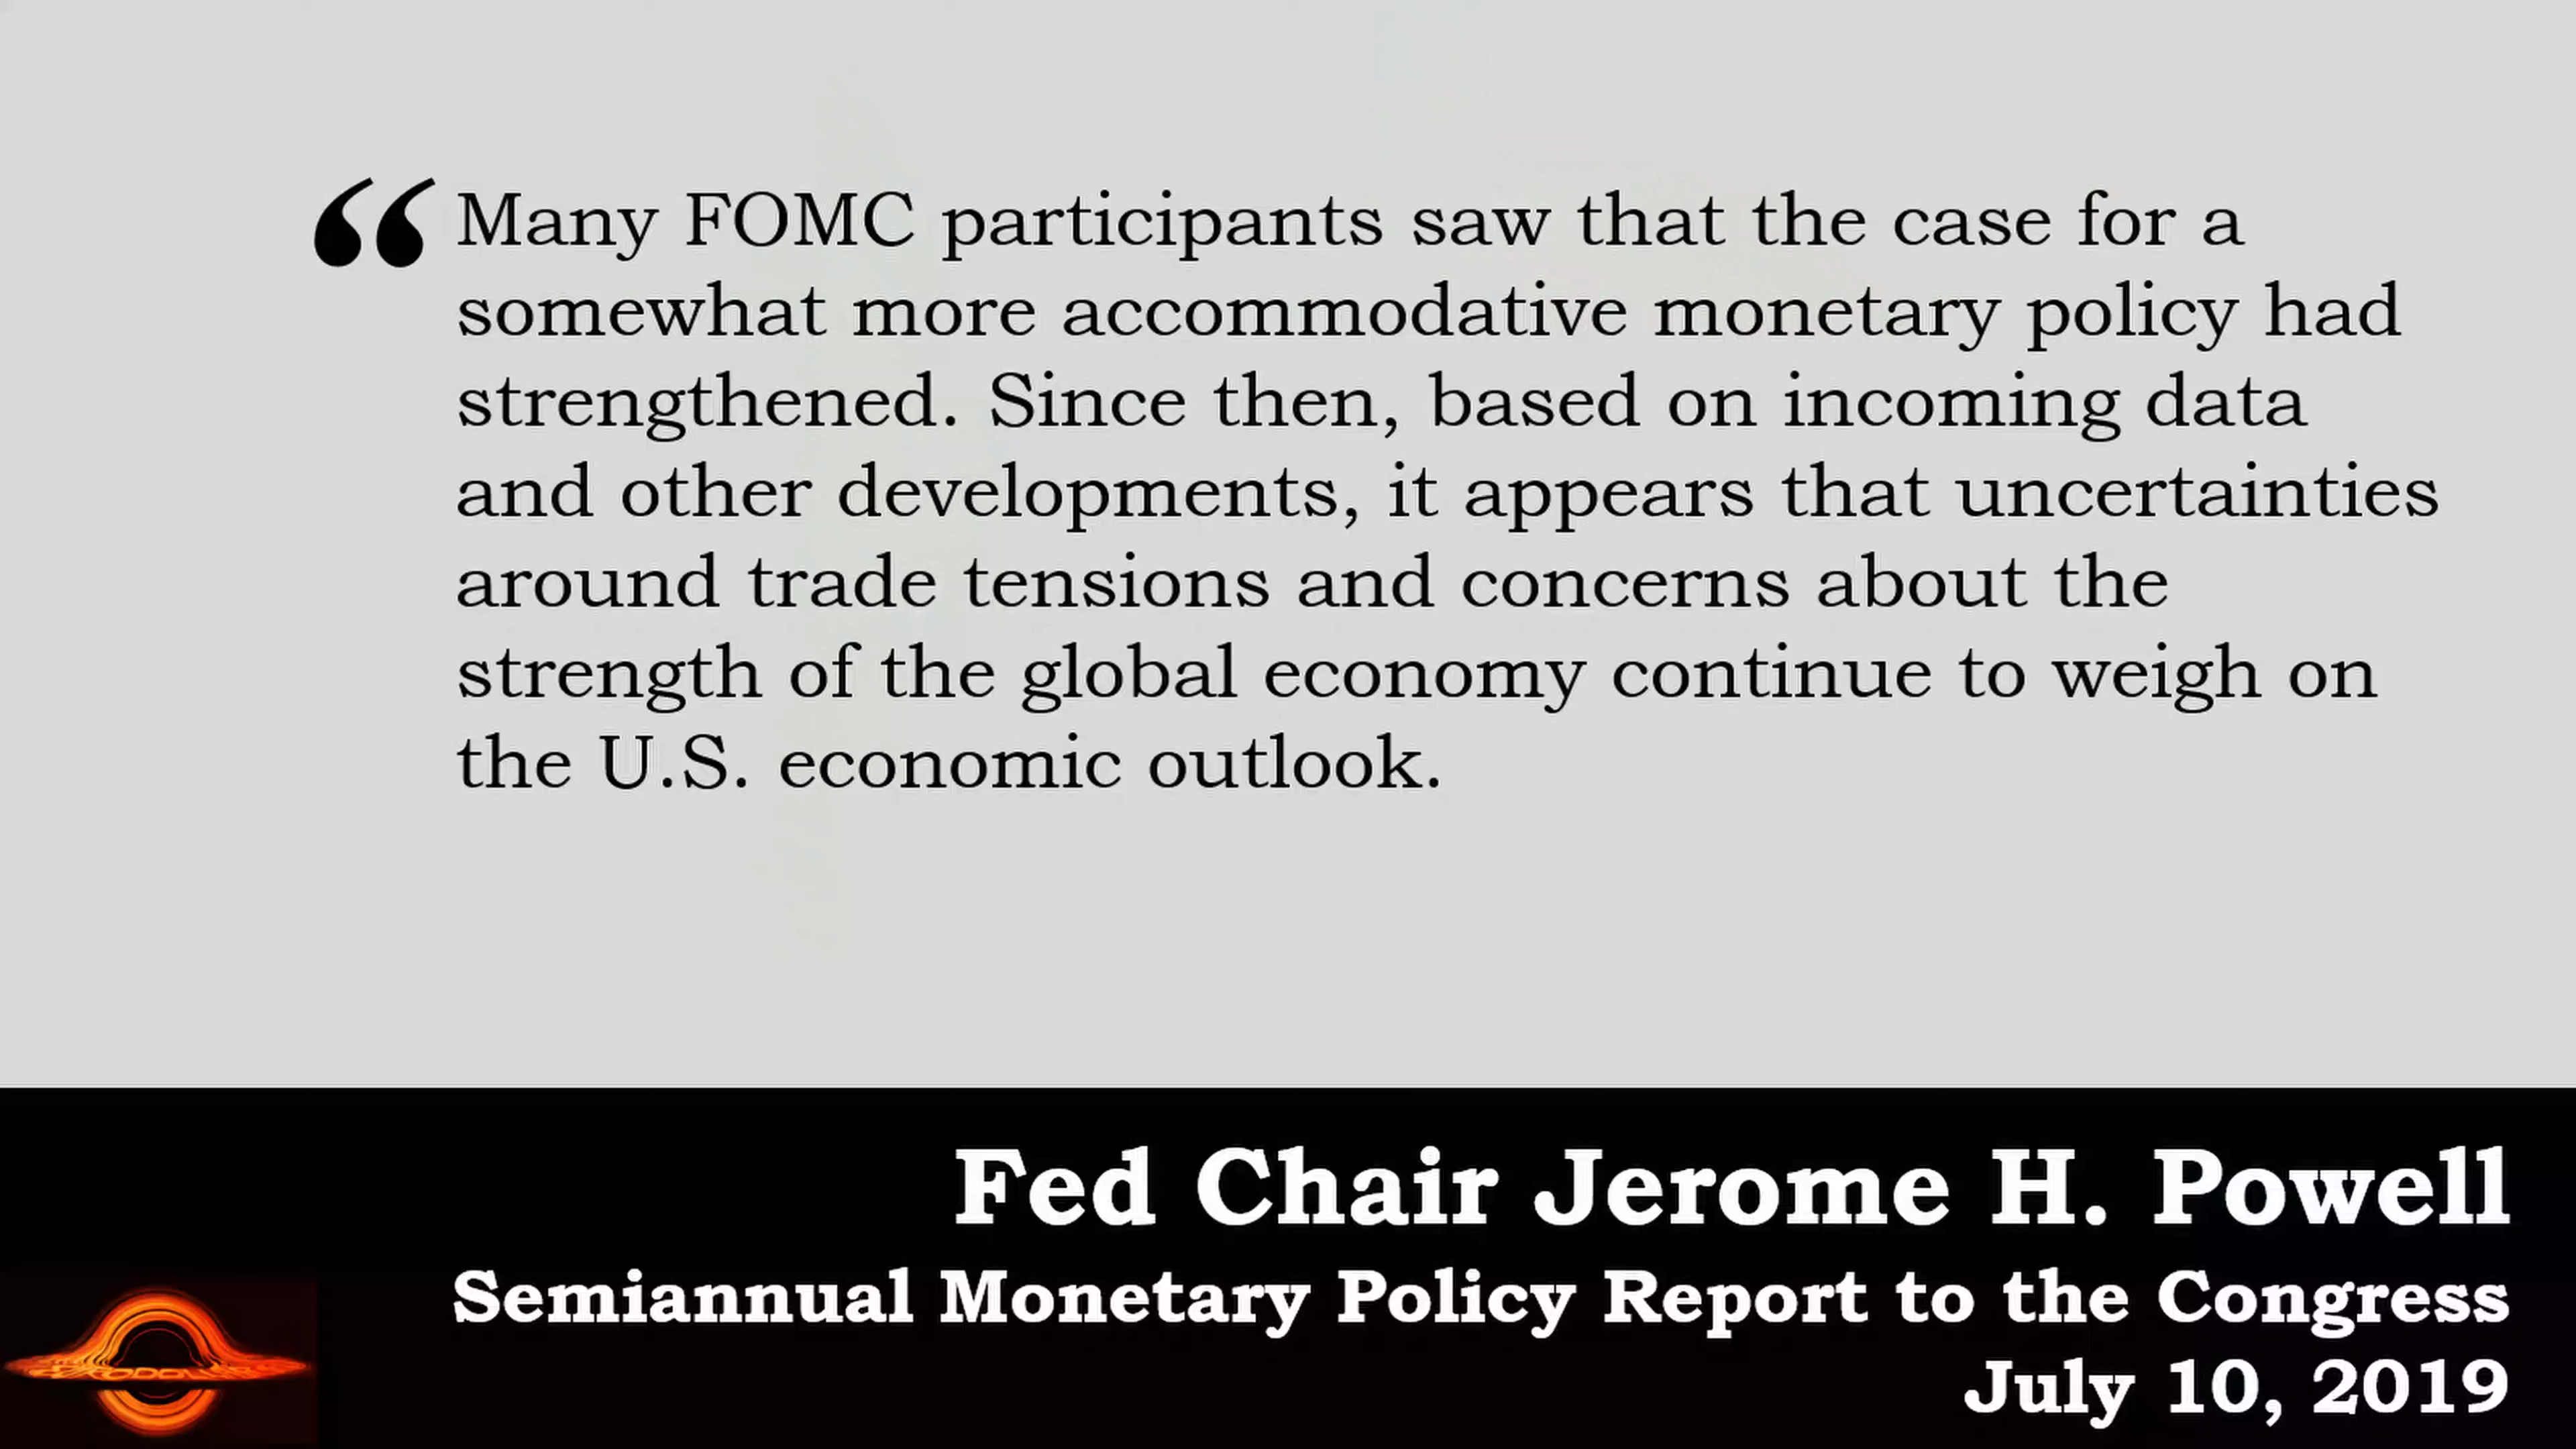 “Many FOMC participants saw that the case for a
somewhat more accommodative monetary policy had
strengthened. Since then, based on incoming data
and other developments, it appears that uncertainties
around trade tensions and concerns about the
strength of the global economy continue to weigh on
the U.S. economic outlook.
Fed Chair Jerome H. Powell
Semiannual Monetary Policy Report to the Congress
July 10, 2019